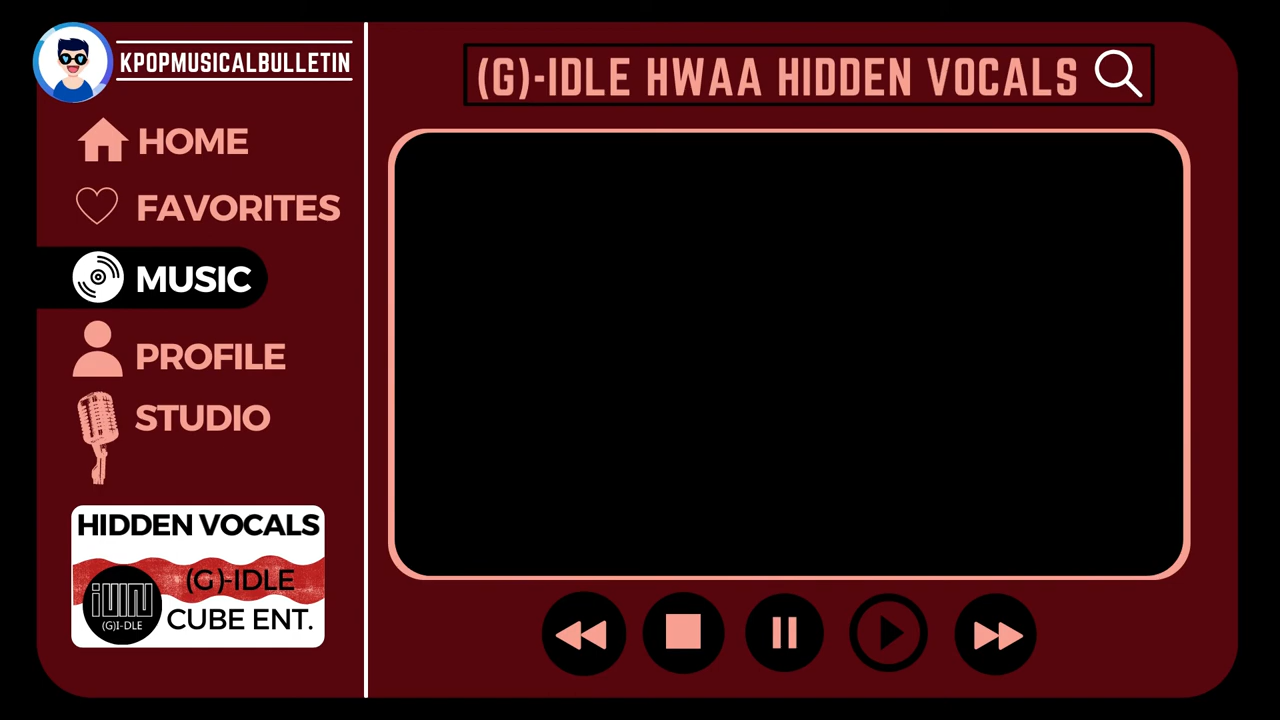 KPOPMUSICALBULLETIN
(G)-IDLE HWAA HIDDEN VOCALS
HOME
FAVORITES
MUSIC
PROFILE
STUDIO
HIDDEN VOCALS
(G)-IDLE
CUBE ENT.
(G)I-DLE